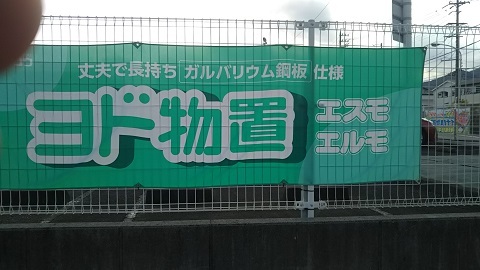 丈夫で長持ち ガルバリウム鋼板 仕様
ヨド物置
エスモ
エルモ